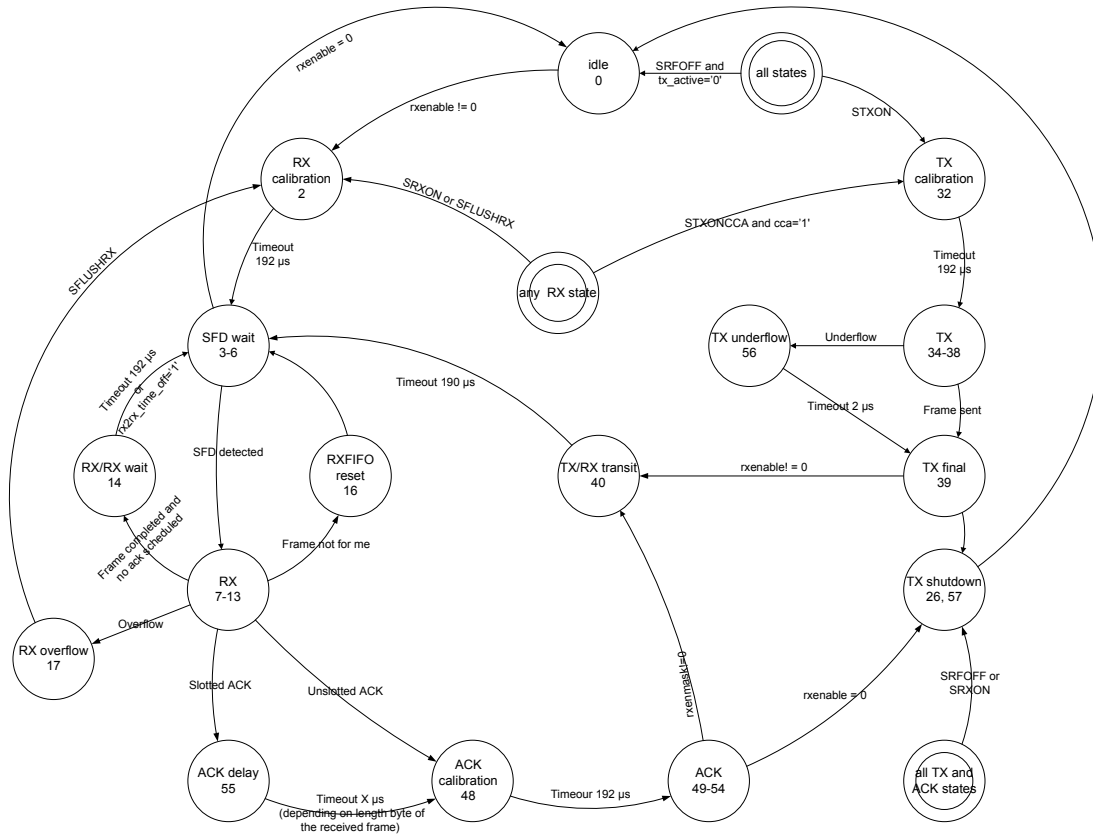 rxenable = 0
idle
0
SRFOFF and
tx_active='0'
all states
rxenable != 0
STXON
RX
calibration
2
SRXON or SFLUSHRX
TX
calibration
32
STXONCCA and cca='1'
SFLUSHRX
Timeout
192 µs
Timeout
192 µs
any  RX state
SFD wait
3-6
TX underflow
56
Underflow
TX
34-38
Timeout 192 µs
or
rx2rx_time_off='1'
Timeout 190 µs
Timeout 2 µs
Frame sent
SFD detected
RX/RX wait
14
RXFIFO
reset
16
TX/RX transit
40
rxenable! = 0
TX final
39
Frame completed and
no ack scheduled
Frame not for me
RX
7-13
TX shutdown
26, 57
Overflow
RX overflow
17
rxenmask!=0
Slotted ACK
Unslotted ACK
rxenable = 0
SRFOFF or
SRXON
ACK delay
55
Timeout X µs
(depending on length byte of
the received frame)
ACK
calibration
48
Timeour 192 µs
ACK
49-54
all TX and
ACK states